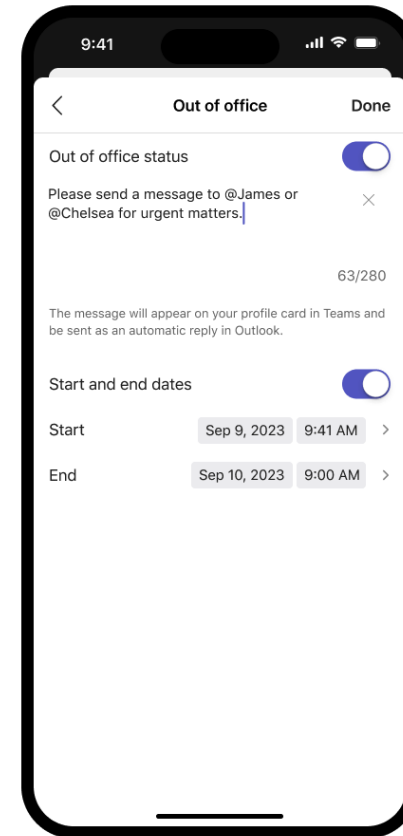 9:41
Out of office Done
Out of office status
Please send a message to @James or
@Chelsea for urgent matters.
63/280
The message will appear on your profile card in Teams and
be sent as an automatic reply in Outlook.
Start and end dates
Start Sep 9, 2023 9:41 AM
End Sep 10, 2023 9:00 AM